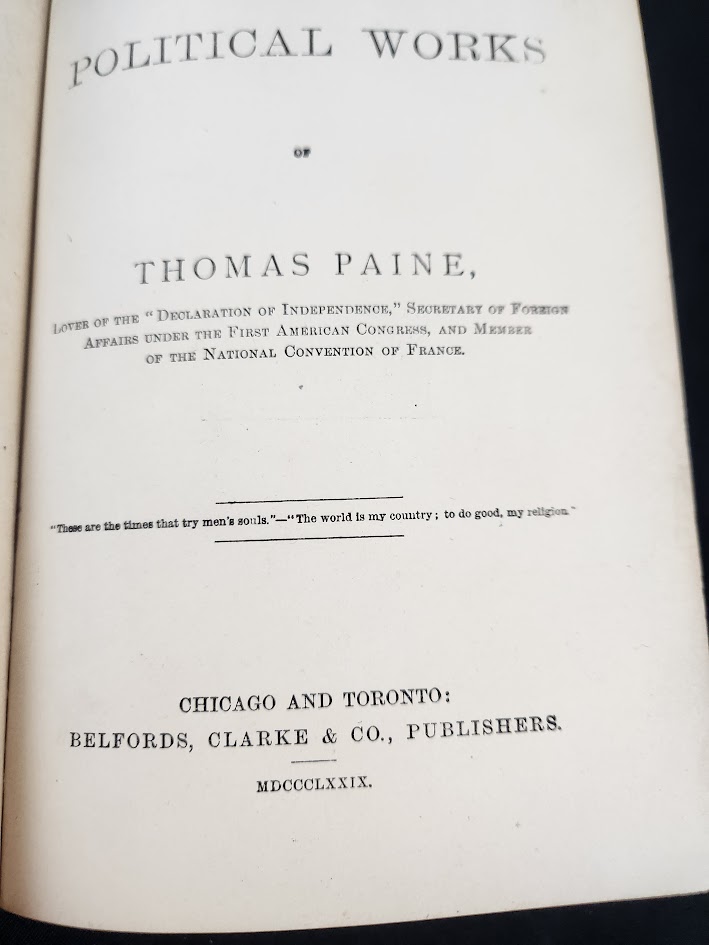 POLITICAL WORKS
OF
THOMAS PAINE,
LOVER OF THE "DECLARATION OF INDEPENDENCE," SECRETARY OF FOREIGN
AFFAIRS UNDER THE FIRST AMERICAN CONGRESS, AND MEMBER
OF THE NATIONAL CONVENTION OF FRANCE.
"These are the times that try men's souls."—"The world is my country; to do good, my religion."
CHICAGO AND TORONTO:
BELFORDS, CLARKE & CO., PUBLISHERS.
MDCCCLXXIX.